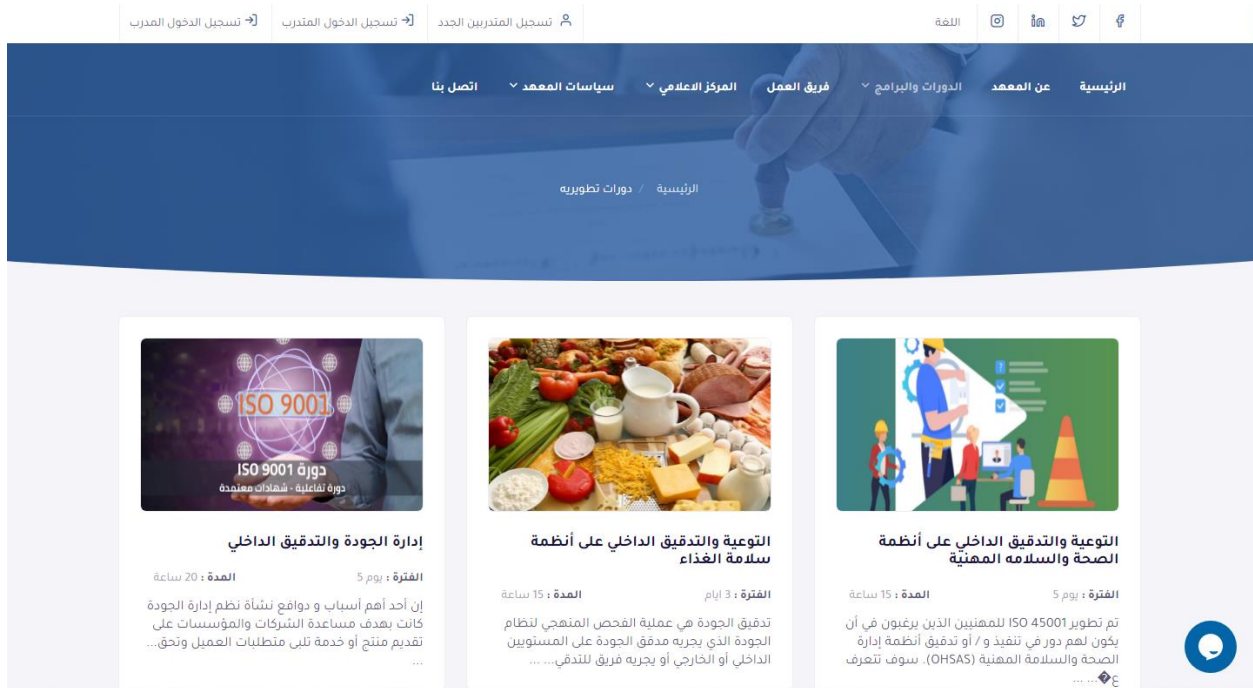 اللغة
تسجيل المتدربين الجدد
تسجيل الدخول المتدرب
تسجيل الدخول المدرب
الرئيسية
عن المعهد
الدورات والبرامج
فريق العمل
المركز الاعلامي
سياسات المعهد
اتصل بنا
الرئيسية / دورات تطويريه
التوعية والتدقيق الداخلي على أنظمة
الصحة والسلامه المهنية
الفترة : يوم 5
المدة : 15 ساعة
تم تطوير ISO 45001 للمهنيين الذين يرغبون في أن
يكون لهم دور في تنفيذ و / أو تدقيق أنظمة إدارة
الصحة والسلامة المهنية (OHSAS). سوف تتعرف
ع�... ...
التوعية والتدقيق الداخلي على أنظمة
سلامة الغذاء
الفترة : 3 ايام
المدة : 15 ساعة
تدقيق الجودة هي عملية الفحص المنهجي لنظام
الجودة الذي يجريه مدقق الجودة على المستويين
الداخلي أو الخارجي أو يجريه فريق للتدقي... ...
ISO 9001
دورة ISO 9001
دورة تفاعلية - شهادات معتمدة
إدارة الجودة والتدقيق الداخلي
الفترة : يوم 5
المدة : 20 ساعة
إن أحد أهم أسباب و دوافع نشأة نظم إدارة الجودة
كانت بهدف مساعدة الشركات والمؤسسات على
تقديم منتج أو خدمة تلبى متطلبات العميل وتحق...
...